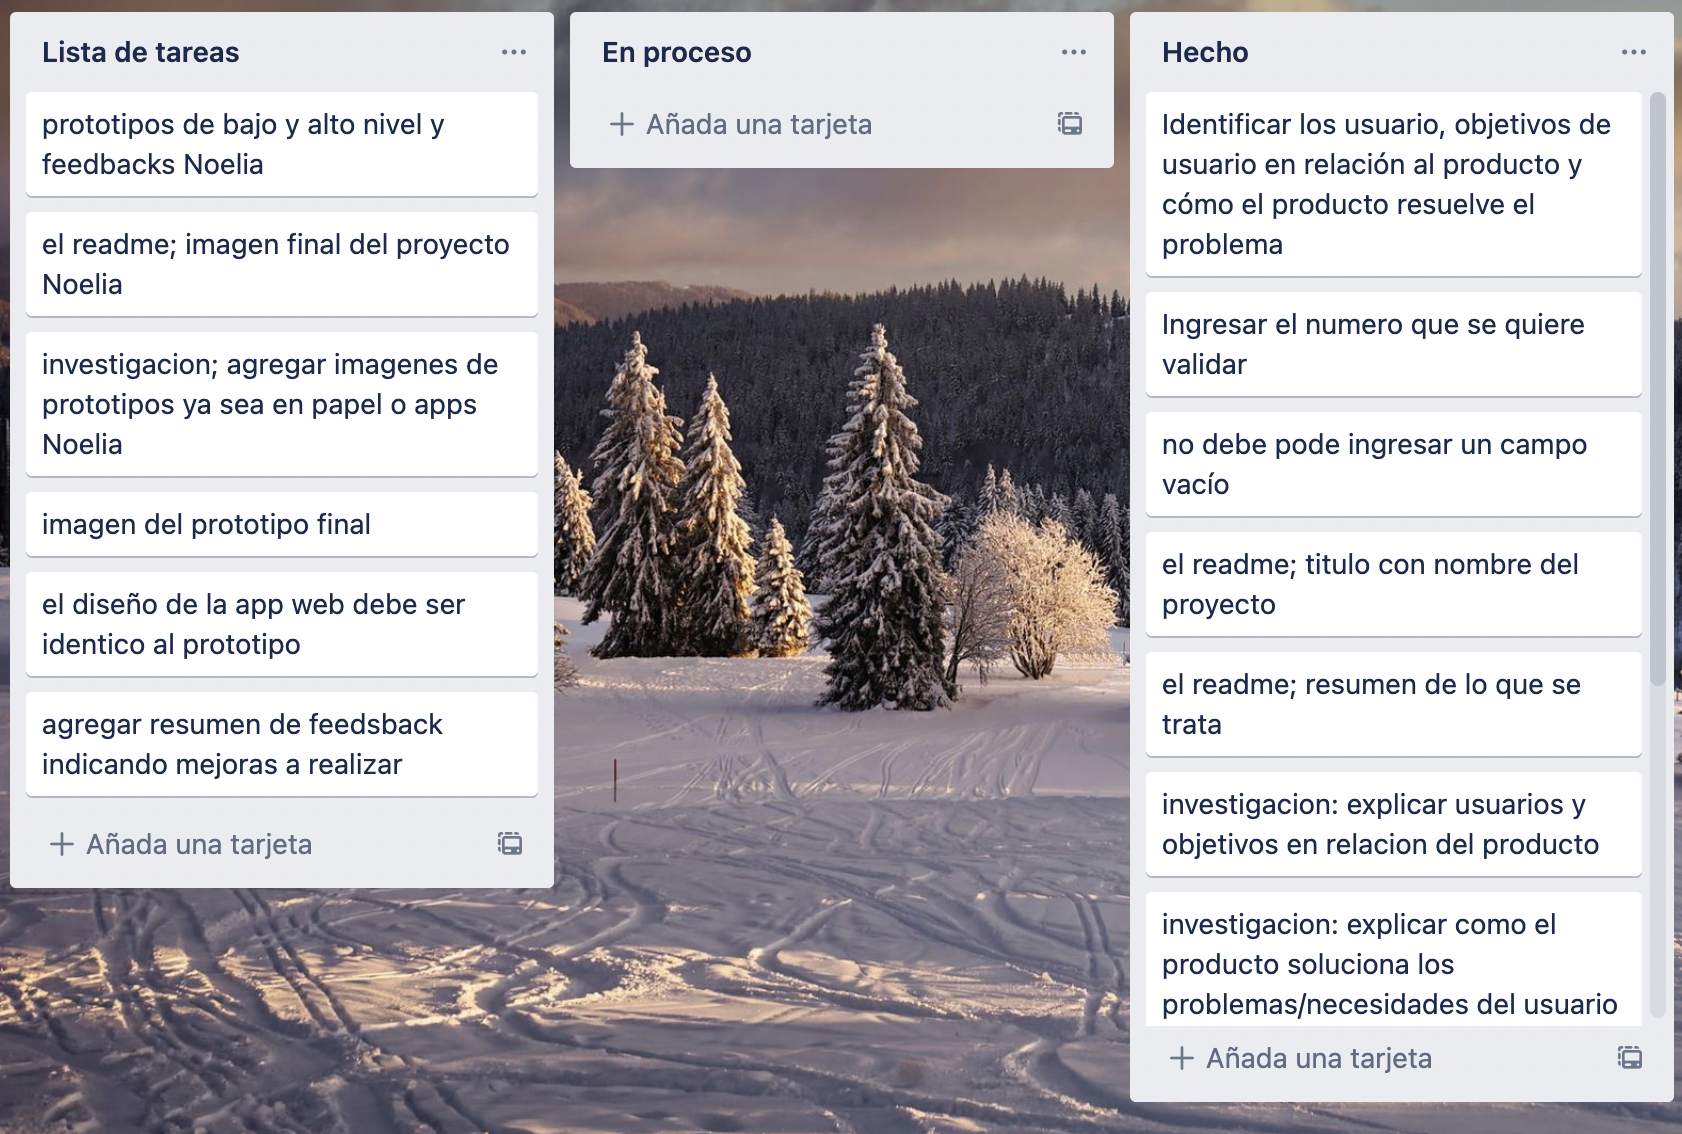 Lista de tareas
prototipos de bajo y alto nivel y
feedbacks Noelia
el readme; imagen final del proyecto
Noelia
investigacion; agregar imagenes de
prototipos ya sea en papel o apps
Noelia
imagen del prototipo final
el diseño de la app web debe ser
identico al prototipo
agregar resumen de feedsback
indicando mejoras a realizar
Añada una tarjeta
En proceso
Añada una tarjeta
Hecho
Identificar los usuario, objetivos de
usuario en relación al producto y
cómo el producto resuelve el
problema
Ingresar el numero que se quiere
validar
no debe pode ingresar un campo
vacío
el readme; titulo con nombre del
proyecto
el readme; resumen de lo que se
trata
investigacion: explicar usuarios y
objetivos en relacion del producto
investigacion: explicar como el
producto soluciona los
problemas/necesidades del usuario
Añada una tarjeta